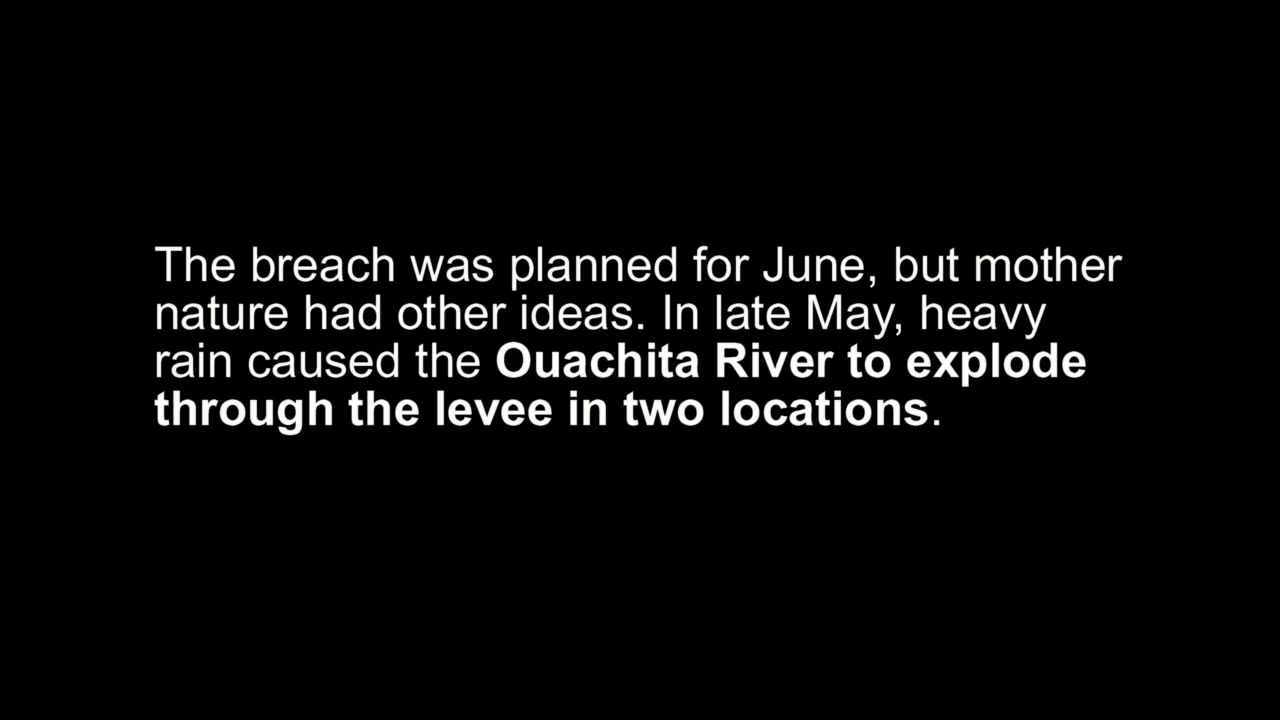 The breach was planned for June, but mother
nature had other ideas. In late May, heavy
rain caused the Ouachita River to explode
through the levee in two locations.